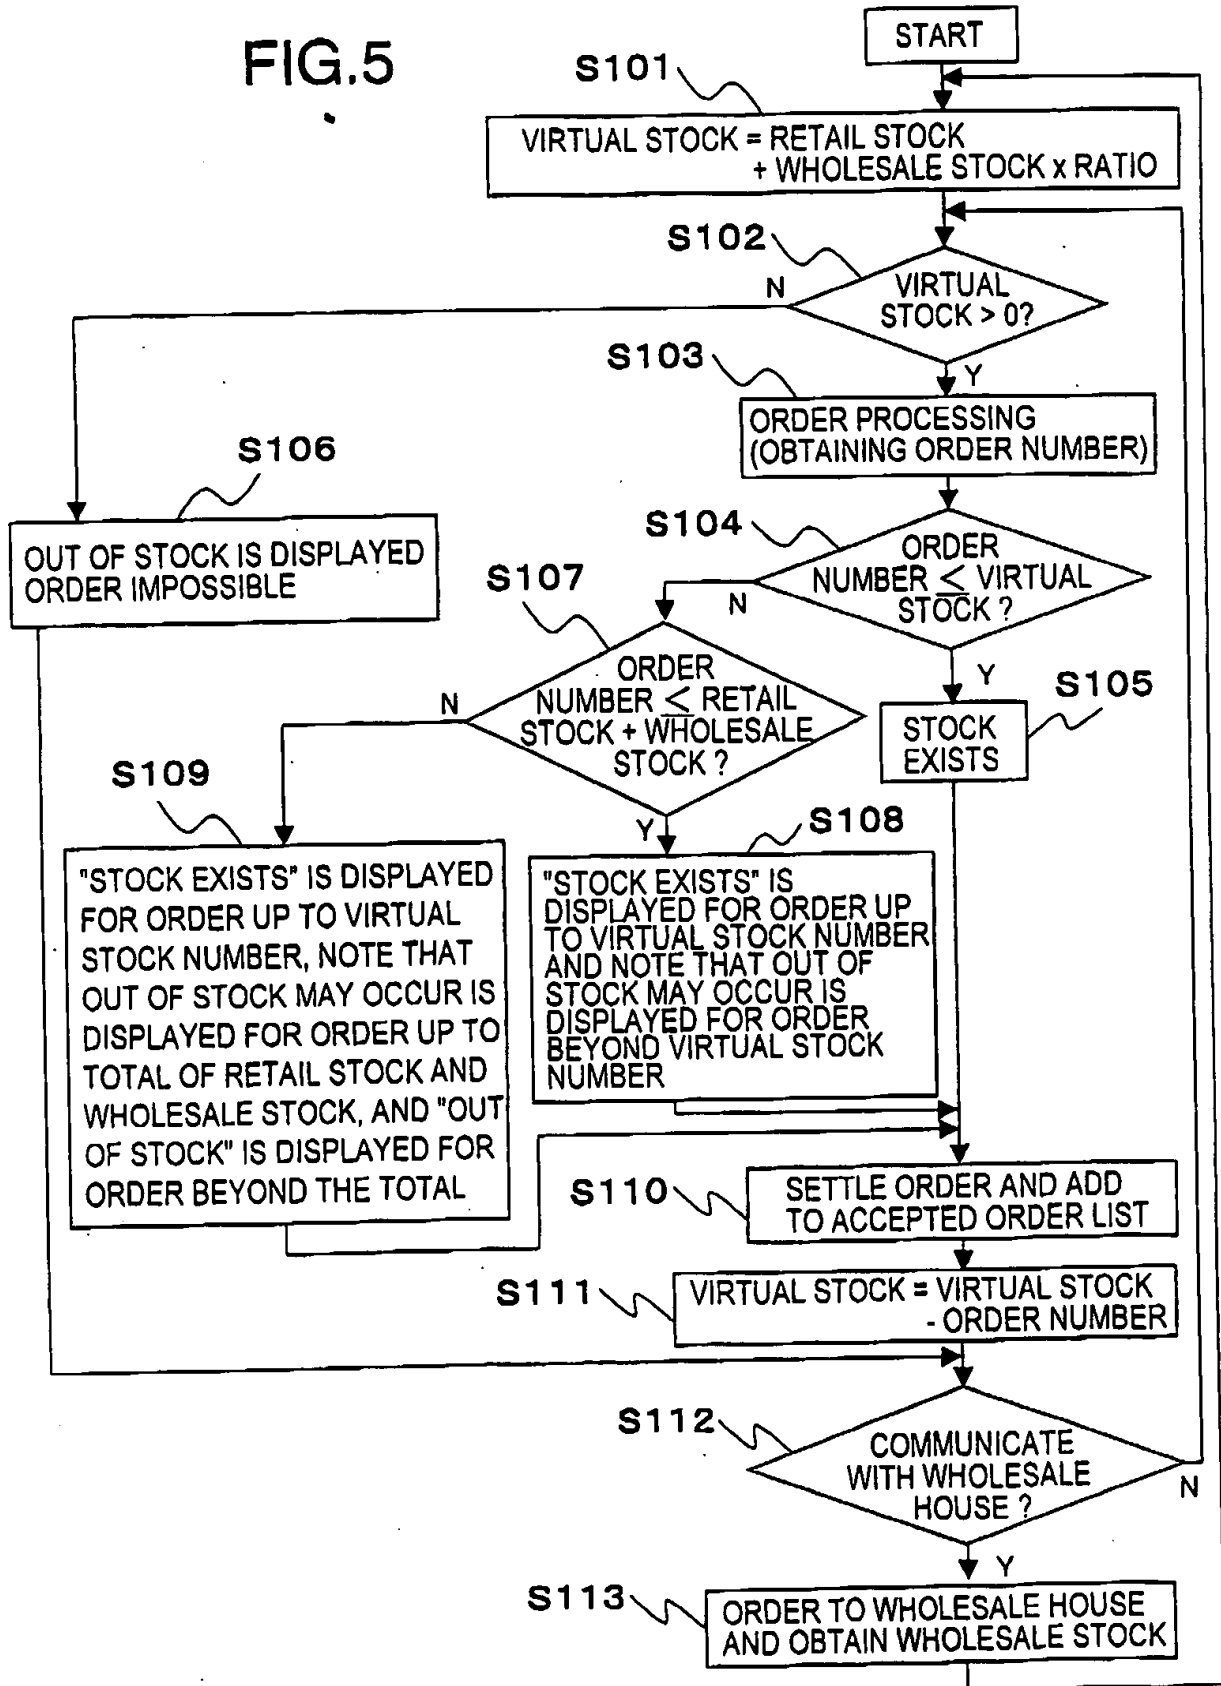 FIG.5
START
S101
VIRTUAL STOCK = RETAIL STOCK
+ WHOLESALE STOCK x RATIO
S102
VIRTUAL
STOCK > 0?
N
Y
S103
ORDER PROCESSING
(OBTAINING ORDER NUMBER)
S106
OUT OF STOCK IS DISPLAYED
ORDER IMPOSSIBLE
S104
ORDER
NUMBER ≤ VIRTUAL
STOCK ?
N
Y
S107
ORDER
NUMBER ≤ RETAIL
STOCK + WHOLESALE
STOCK ?
N
Y
S105
STOCK
EXISTS
S109
"STOCK EXISTS" IS DISPLAYED
FOR ORDER UP TO VIRTUAL
STOCK NUMBER, NOTE THAT
OUT OF STOCK MAY OCCUR IS
DISPLAYED FOR ORDER UP TO
TOTAL OF RETAIL STOCK AND
WHOLESALE STOCK, AND "OUT
OF STOCK" IS DISPLAYED FOR
ORDER BEYOND THE TOTAL
S108
"STOCK EXISTS" IS
DISPLAYED FOR ORDER UP
TO VIRTUAL STOCK NUMBER
AND NOTE THAT OUT OF
STOCK MAY OCCUR IS
DISPLAYED FOR ORDER
BEYOND VIRTUAL STOCK
NUMBER
S110
SETTLE ORDER AND ADD
TO ACCEPTED ORDER LIST
S111
VIRTUAL STOCK = VIRTUAL STOCK
- ORDER NUMBER
S112
COMMUNICATE
WITH WHOLESALE
HOUSE ?
N
Y
S113
ORDER TO WHOLESALE HOUSE
AND OBTAIN WHOLESALE STOCK